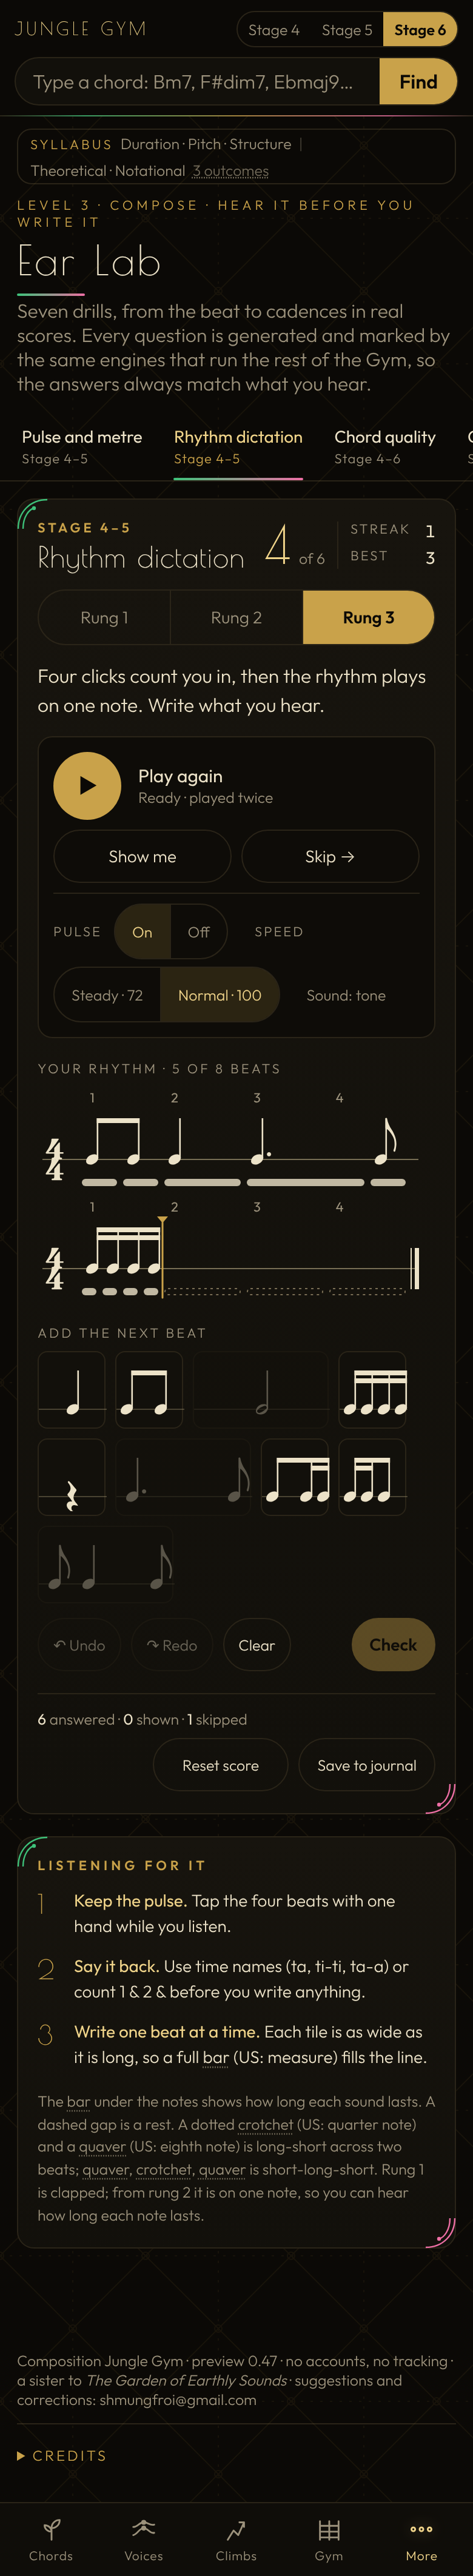 JUNGLE GYM
Stage 4 Stage 5 Stage 6
Type a chord: Bm7, F#dim7, Ebmaj9... Find
SYLLABUS Duration · Pitch · Structure |
Theoretical · Notational 3 outcomes
LEVEL 3 · COMPOSE · HEAR IT BEFORE YOU
WRITE IT
Ear Lab
Seven drills, from the beat to cadences in real
scores. Every question is generated and marked by
the same engines that run the rest of the Gym, so
the answers always match what you hear.
Pulse and metre Rhythm dictation Chord quality
Stage 4–5 Stage 4–5 Stage 4–6
STAGE 4–5
Rhythm dictation 4 of 6
STREAK 1
BEST 3
Rung 1 Rung 2 Rung 3
Four clicks count you in, then the rhythm plays
on one note. Write what you hear.
Play again
Ready · played twice
Show me Skip →
PULSE On Off SPEED
Steady · 72 Normal · 100 Sound: tone
YOUR RHYTHM · 5 OF 8 BEATS
1 2 3 4
4
4
1 2 3 4
4
4
ADD THE NEXT BEAT
↶ Undo ↷ Redo Clear Check
6 answered · 0 shown · 1 skipped
Reset score Save to journal
LISTENING FOR IT
1 Keep the pulse. Tap the four beats with one
hand while you listen.
2 Say it back. Use time names (ta, ti-ti, ta-a) or
count 1 & 2 & before you write anything.
3 Write one beat at a time. Each tile is as wide as
it is long, so a full bar (US: measure) fills the line.
The bar under the notes shows how long each sound lasts. A
dashed gap is a rest. A dotted crotchet (US: quarter note)
and a quaver (US: eighth note) is long-short across two
beats; quaver, crotchet, quaver is short-long-short. Rung 1
is clapped; from rung 2 it is on one note, so you can hear
how long each note lasts.
Composition Jungle Gym · preview 0.47 · no accounts, no tracking ·
a sister to The Garden of Earthly Sounds · suggestions and
corrections: shmungfroi@gmail.com
▶ CREDITS
Chords Voices Climbs Gym More